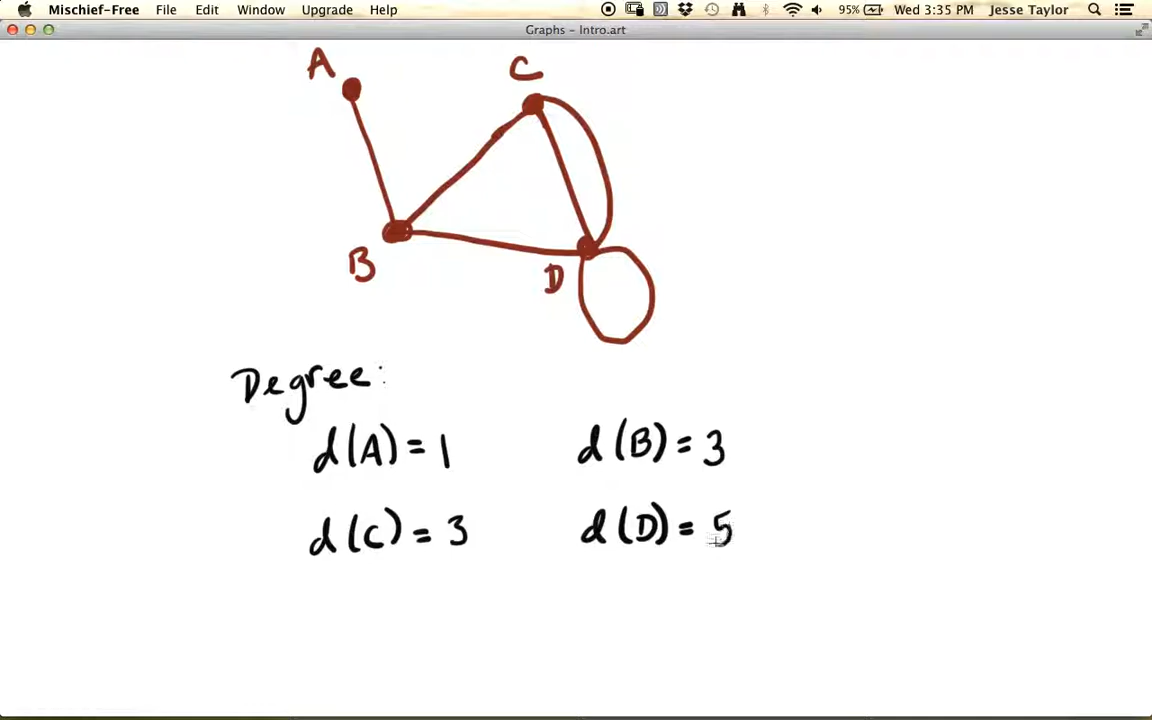 Mischief-Free File Edit Window Upgrade Help 95% Wed 3:35 PM Jesse Taylor
Graphs – Intro.art
A
C
B
D
Degree:
d(A) = 1 d(B) = 3
d(C) = 3 d(D) = 5